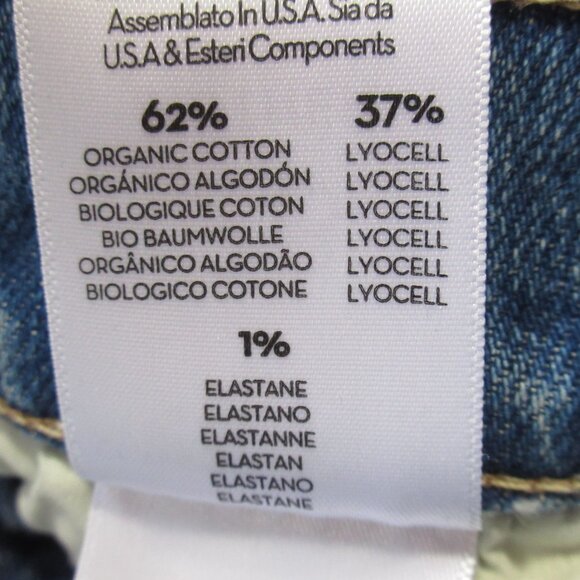 Assemblato In U.S.A. Sia da
U.S.A & Esteri Components
62% 37%
ORGANIC COTTON LYOCELL
ORGÁNICO ALGODÓN LYOCELL
BIOLOGIQUE COTON LYOCELL
BIO BAUMWOLLE LYOCELL
ORGÂNICO ALGODÃO LYOCELL
BIOLOGICO COTONE LYOCELL
1%
ELASTANE
ELASTANO
ELASTANNE
ELASTAN
ELASTANO
ELASTANE